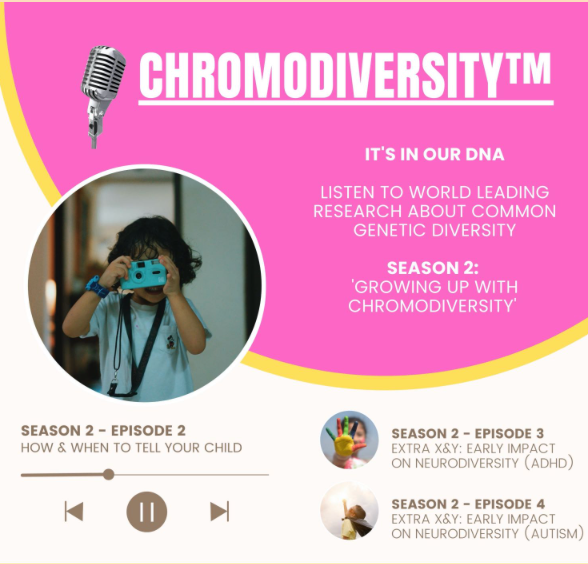 CHROMODIVERSITY™
IT'S IN OUR DNA
LISTEN TO WORLD LEADING
RESEARCH ABOUT COMMON
GENETIC DIVERSITY
SEASON 2:
'GROWING UP WITH
CHROMODIVERSITY'
SEASON 2 - EPISODE 2
HOW & WHEN TO TELL YOUR CHILD
SEASON 2 - EPISODE 3
EXTRA X&Y: EARLY IMPACT
ON NEURODIVERSITY (ADHD)
SEASON 2 - EPISODE 4
EXTRA X&Y: EARLY IMPACT
ON NEURODIVERSITY (AUTISM)